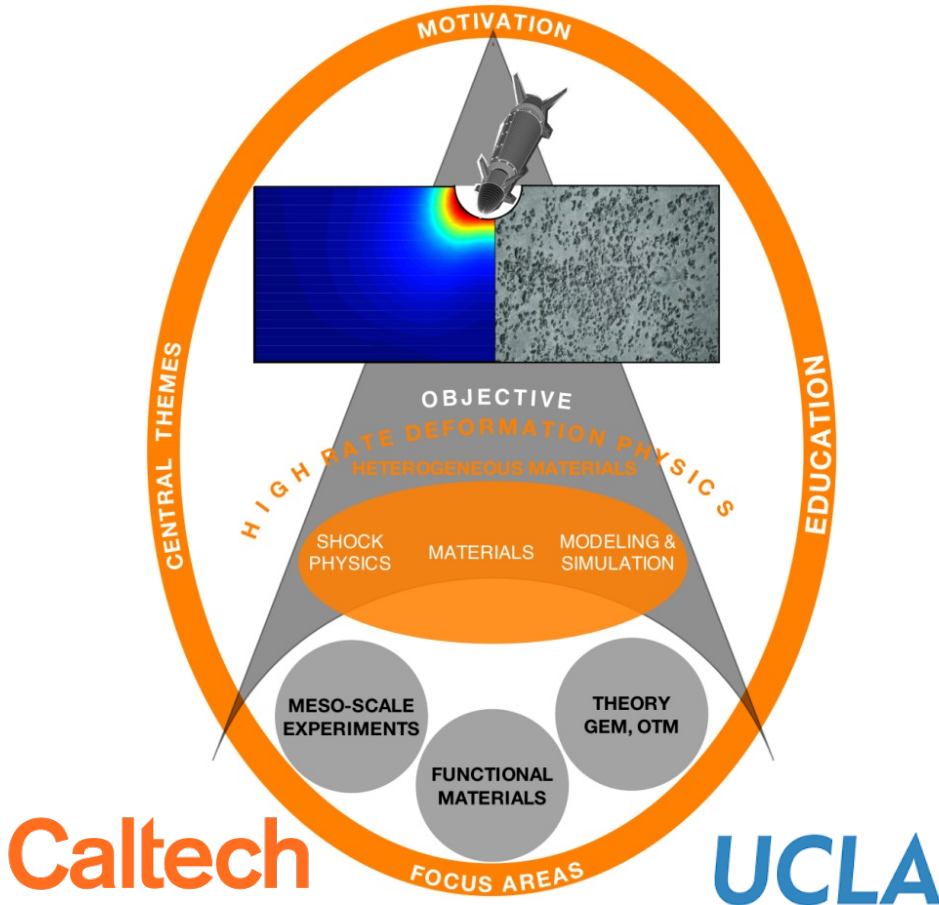 MOTIVATION
CENTRAL THEMES
EDUCATION
OBJECTIVE
HIGH RATE DEFORMATION PHYSICS
HETEROGENEOUS MATERIALS
SHOCK
PHYSICS
MATERIALS
MODELING &
SIMULATION
MESO-SCALE
EXPERIMENTS
FUNCTIONAL
MATERIALS
THEORY
GEM, OTM
FOCUS AREAS
Caltech
UCLA